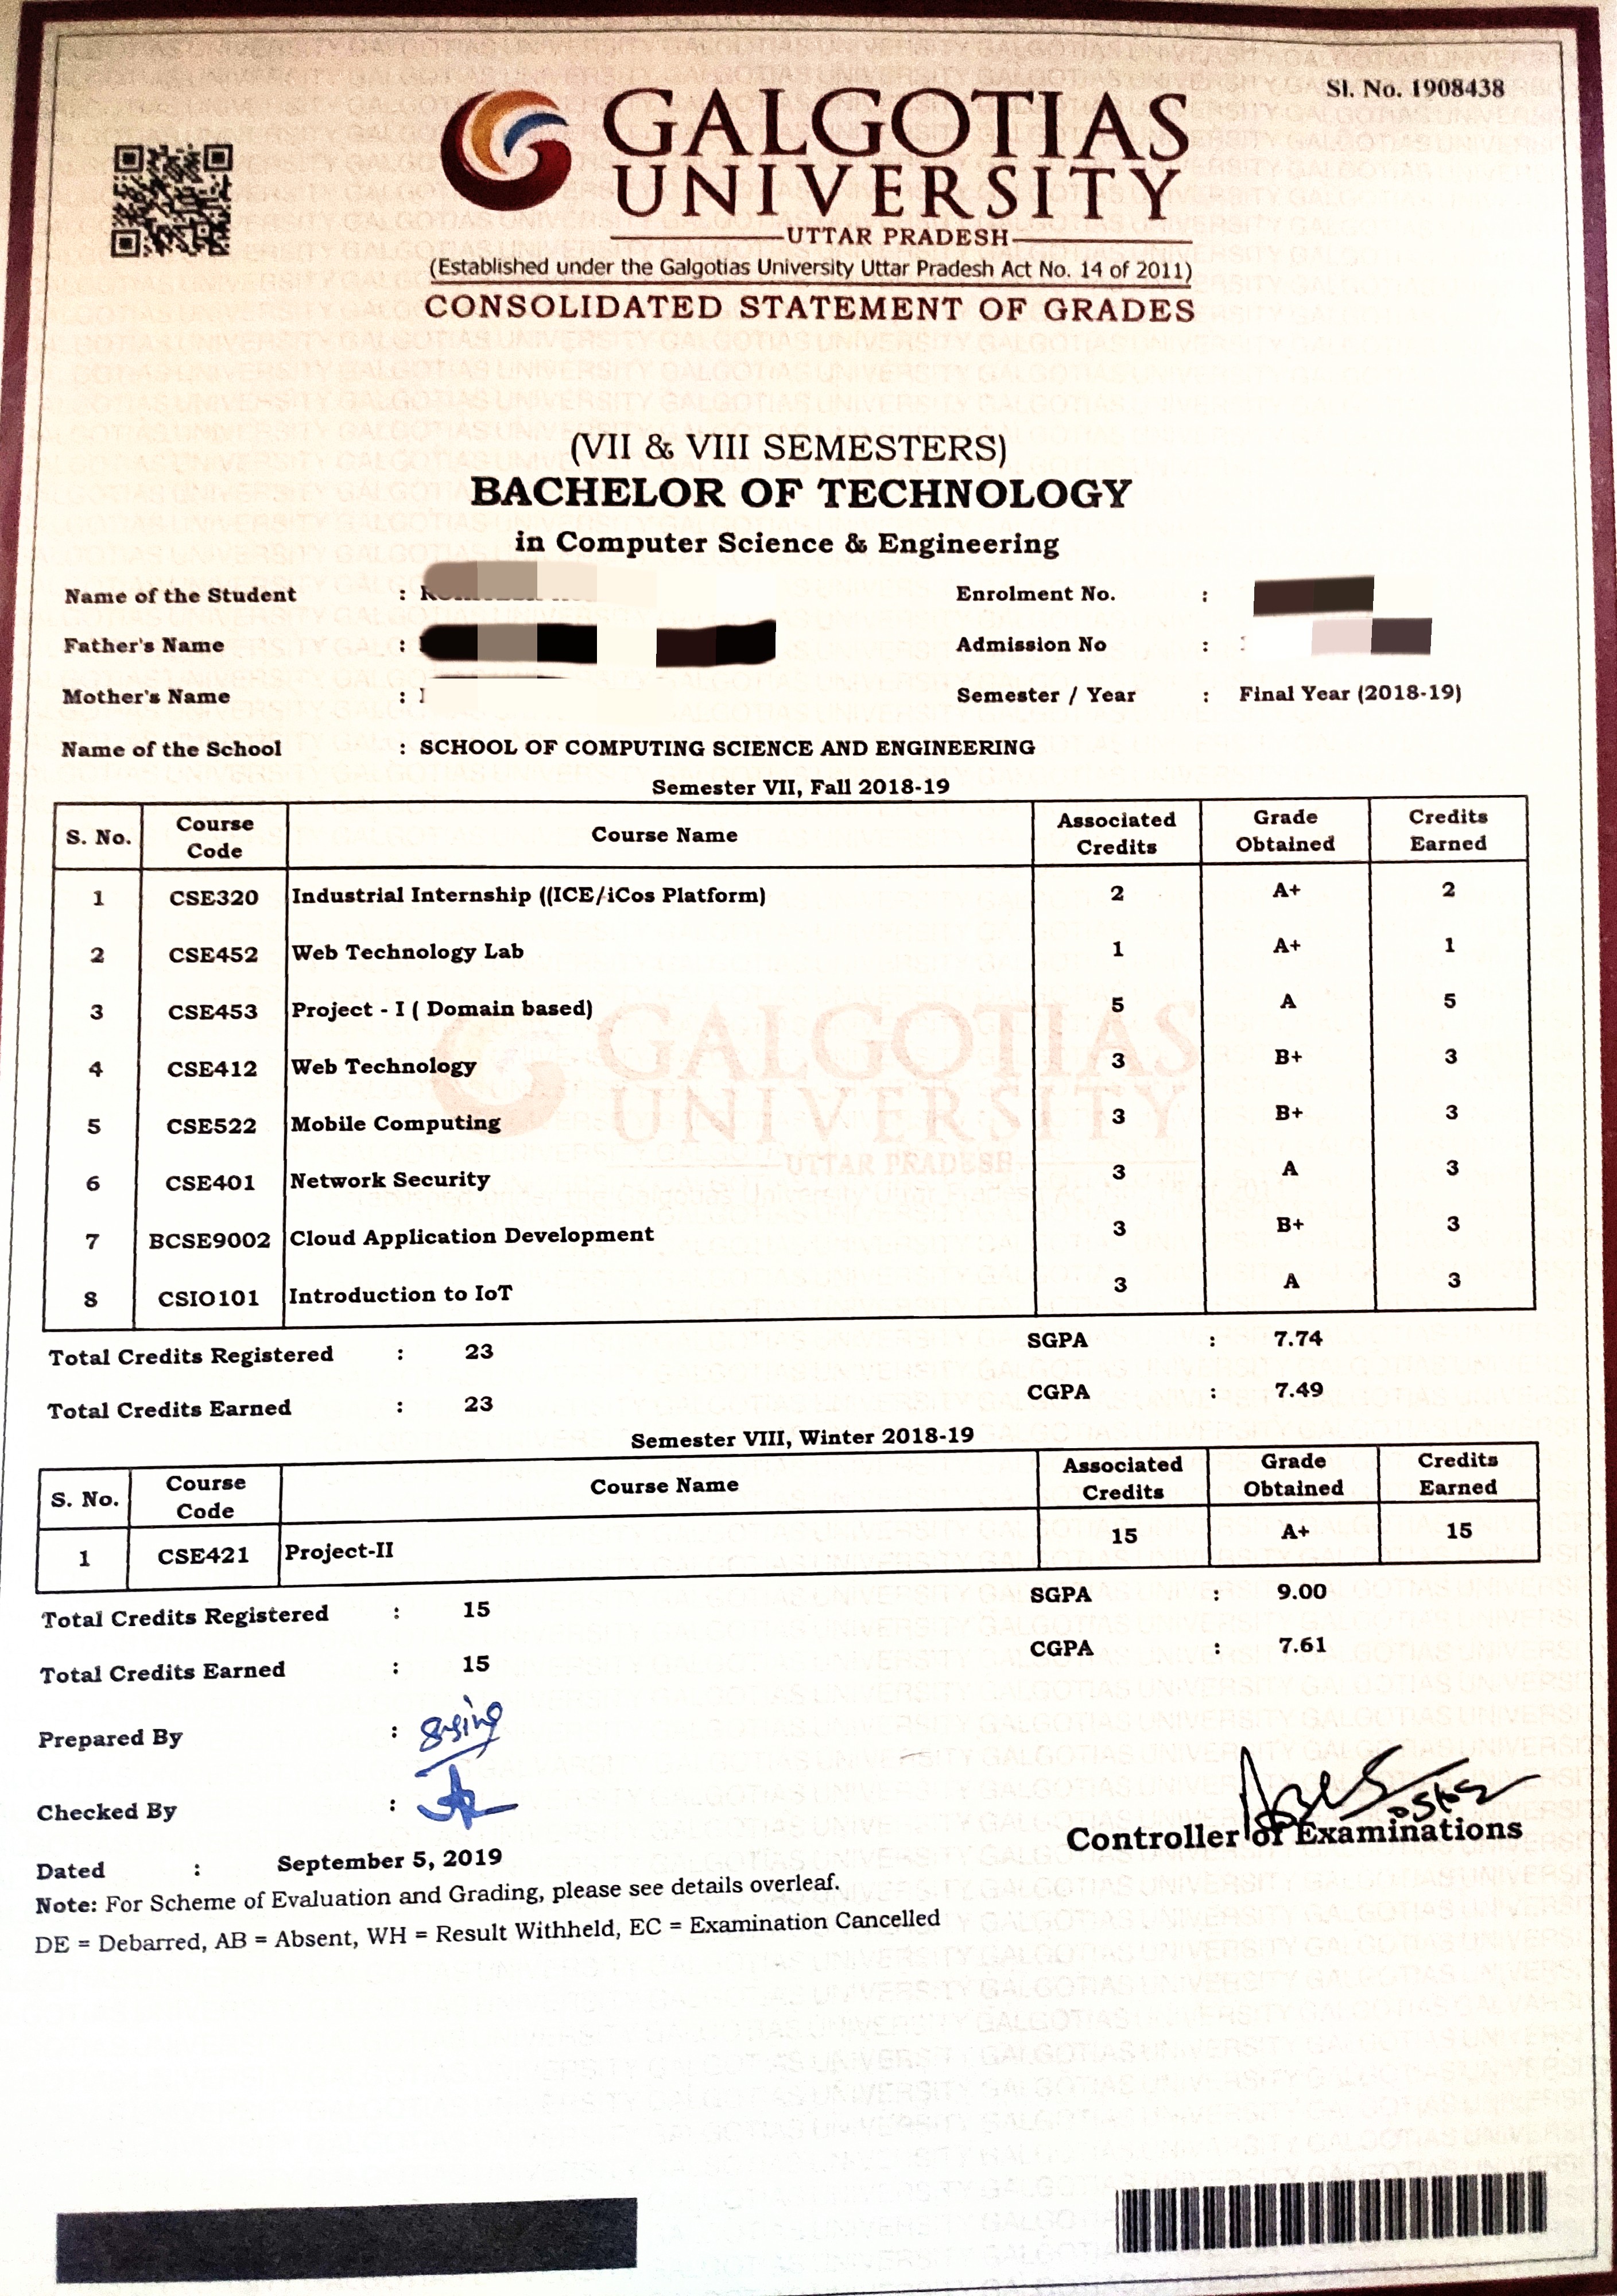 Sl. No. 1908438
GALGOTIAS
UNIVERSITY
UTTAR PRADESH
(Established under the Galgotias University Uttar Pradesh Act No. 14 of 2011)
CONSOLIDATED STATEMENT OF GRADES
(VII & VIII SEMESTERS)
BACHELOR OF TECHNOLOGY
in Computer Science & Engineering
Name of the Student : Enrolment No. :
Father's Name : Admission No :
Mother's Name : Semester / Year : Final Year (2018-19)
Name of the School : SCHOOL OF COMPUTING SCIENCE AND ENGINEERING
Semester VII, Fall 2018-19
S. No. Course Code Course Name Associated Credits Grade Obtained Credits Earned
1 CSE320 Industrial Internship ((ICE/iCos Platform) 2 A+ 2
2 CSE452 Web Technology Lab 1 A+ 1
3 CSE453 Project - I ( Domain based) 5 A 5
4 CSE412 Web Technology 3 B+ 3
5 CSE522 Mobile Computing 3 B+ 3
6 CSE401 Network Security 3 A 3
7 BCSE9002 Cloud Application Development 3 B+ 3
8 CSIO101 Introduction to IoT 3 A 3
Total Credits Registered : 23 SGPA : 7.74
Total Credits Earned : 23 CGPA : 7.49
Semester VIII, Winter 2018-19
S. No. Course Code Course Name Associated Credits Grade Obtained Credits Earned
1 CSE421 Project-II 15 A+ 15
Total Credits Registered : 15 SGPA : 9.00
Total Credits Earned : 15 CGPA : 7.61
Prepared By :
Checked By :
Controller of Examinations
Dated : September 5, 2019
Note: For Scheme of Evaluation and Grading, please see details overleaf.
DE = Debarred, AB = Absent, WH = Result Withheld, EC = Examination Cancelled